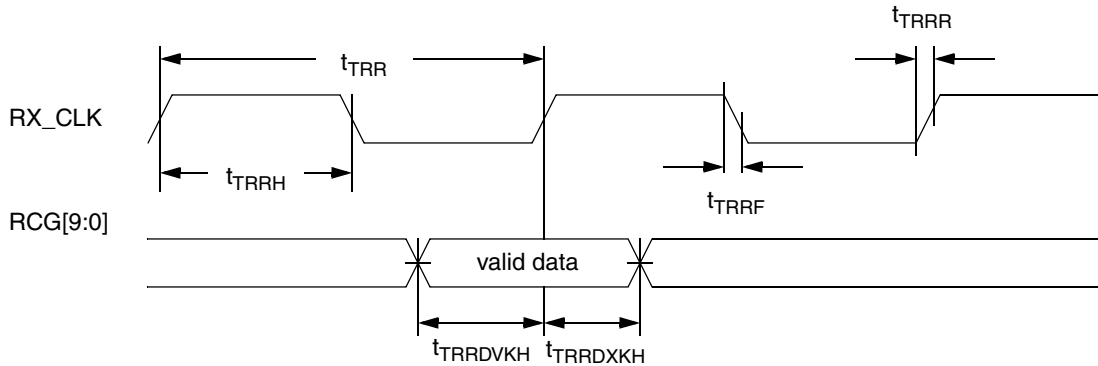 tTRRR
tTRR
RX_CLK
tTRRH
tTRRF
RCG[9:0]
valid data
tTRRDVKH tTRRDXKH